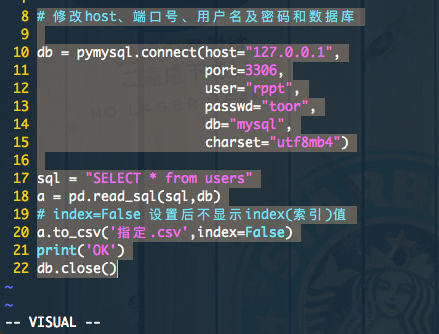 8 # 修改host、端口号、用户名及密码和数据库
9
10 db = pymysql.connect(host="127.0.0.1",
11                      port=3306,
12                      user="rppt",
13                      passwd="toor",
14                      db="mysql",
15                      charset="utf8mb4")
16
17 sql = "SELECT * from users"
18 a = pd.read_sql(sql,db)
19 # index=False 设置后不显示index(索引)值
20 a.to_csv('指定.csv',index=False)
21 print('OK')
22 db.close()
~
~
-- VISUAL --